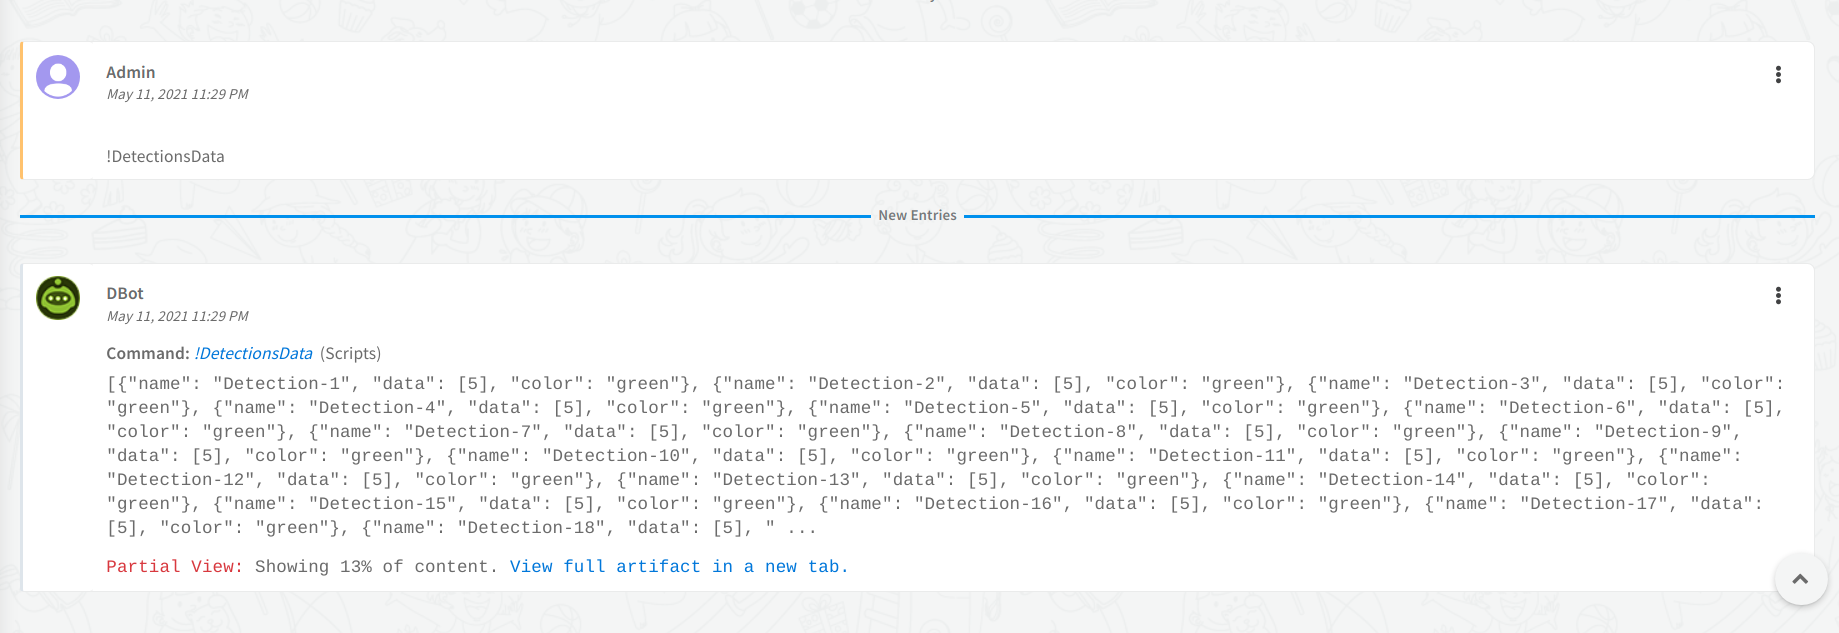 Admin
May 11, 2021 11:29 PM
!DetectionsData
New Entries
DBot
May 11, 2021 11:29 PM
Command: !DetectionsData (Scripts)
[{"name": "Detection-1", "data": [5], "color": "green"}, {"name": "Detection-2", "data": [5], "color": "green"}, {"name": "Detection-3", "data": [5], "color":
"green"}, {"name": "Detection-4", "data": [5], "color": "green"}, {"name": "Detection-5", "data": [5], "color": "green"}, {"name": "Detection-6", "data": [5],
"color": "green"}, {"name": "Detection-7", "data": [5], "color": "green"}, {"name": "Detection-8", "data": [5], "color": "green"}, {"name": "Detection-9",
"data": [5], "color": "green"}, {"name": "Detection-10", "data": [5], "color": "green"}, {"name": "Detection-11", "data": [5], "color": "green"}, {"name":
"Detection-12", "data": [5], "color": "green"}, {"name": "Detection-13", "data": [5], "color": "green"}, {"name": "Detection-14", "data": [5], "color":
"green"}, {"name": "Detection-15", "data": [5], "color": "green"}, {"name": "Detection-16", "data": [5], "color": "green"}, {"name": "Detection-17", "data":
[5], "color": "green"}, {"name": "Detection-18", "data": [5], " ...
Partial View: Showing 13% of content. View full artifact in a new tab.